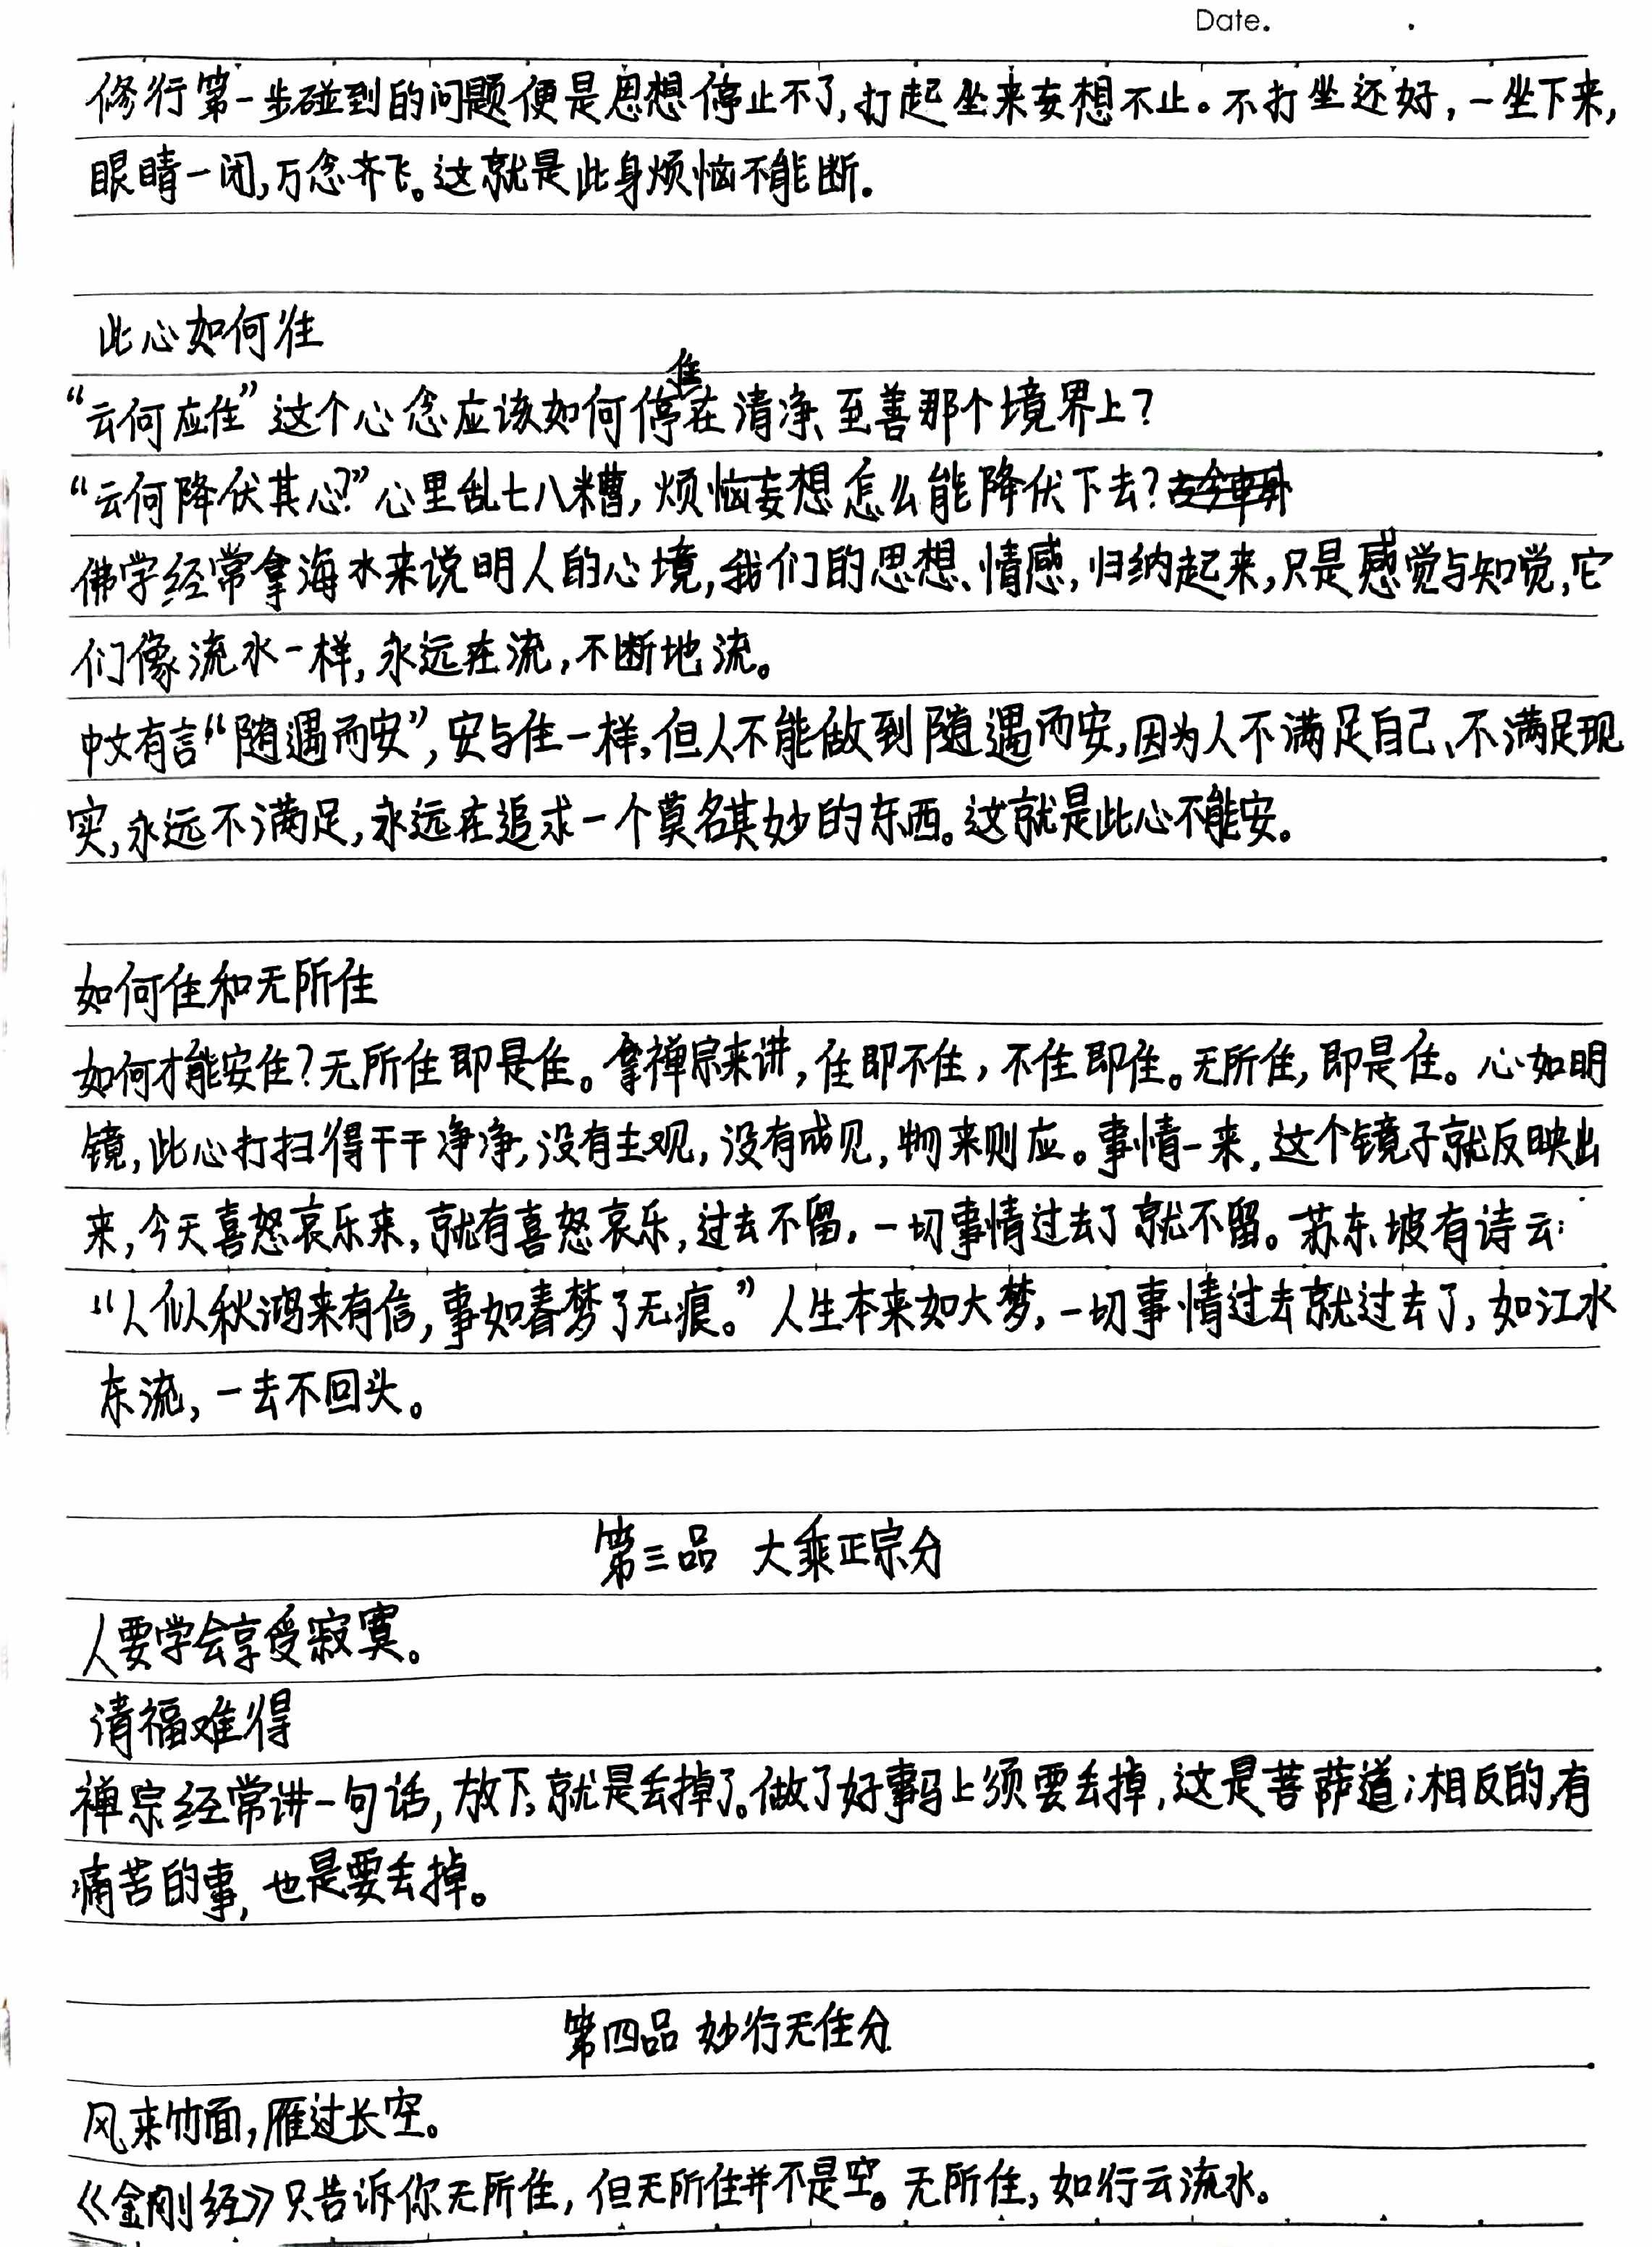 Date.
修行第一步碰到的问题便是思想停止不了,打起坐来妄想不止。不打坐还好,一坐下来,
眼睛一闭,万念齐飞。这就是此身烦恼不能断。
此心如何住
“云何应住”这个心念应该如何停住在清净、至善那个境界上?
“云何降伏其心?”心里乱七八糟,烦恼妄想怎么能降伏下去?
佛学经常拿海水来说明人的心境,我们的思想、情感,归纳起来,只是感觉与知觉,它
们像流水一样,永远在流,不断地流。
中文有言“随遇而安”,安与住一样,但人不能做到随遇而安,因为人不满足自己、不满足现
实,永远不满足,永远在追求一个莫名其妙的东西。这就是此心不能安。
如何住和无所住
如何才能安住?无所住即是住。拿禅宗来讲,住即不住,不住即住。无所住,即是住。心如明
镜,此心打扫得干干净净,没有主观,没有成见,物来则应。事情一来,这个镜子就反映出
来,今天喜怒哀乐来,就有喜怒哀乐,过去不留,一切事情过去了就不留。苏东坡有诗云:
“人似秋鸿来有信,事如春梦了无痕。”人生本来如大梦,一切事情过去就过去了,如江水
东流,一去不回头。
第三品 大乘正宗分
人要学会享受寂寞。
清福难得
禅宗经常讲一句话,放下,就是丢掉了。做了好事马上须要丢掉,这是菩萨道;相反的,有
痛苦的事,也是要丢掉。
第四品 妙行无住分
风来竹面,雁过长空。
《金刚经》只告诉你无所住,但无所住并不是空。无所住,如行云流水。